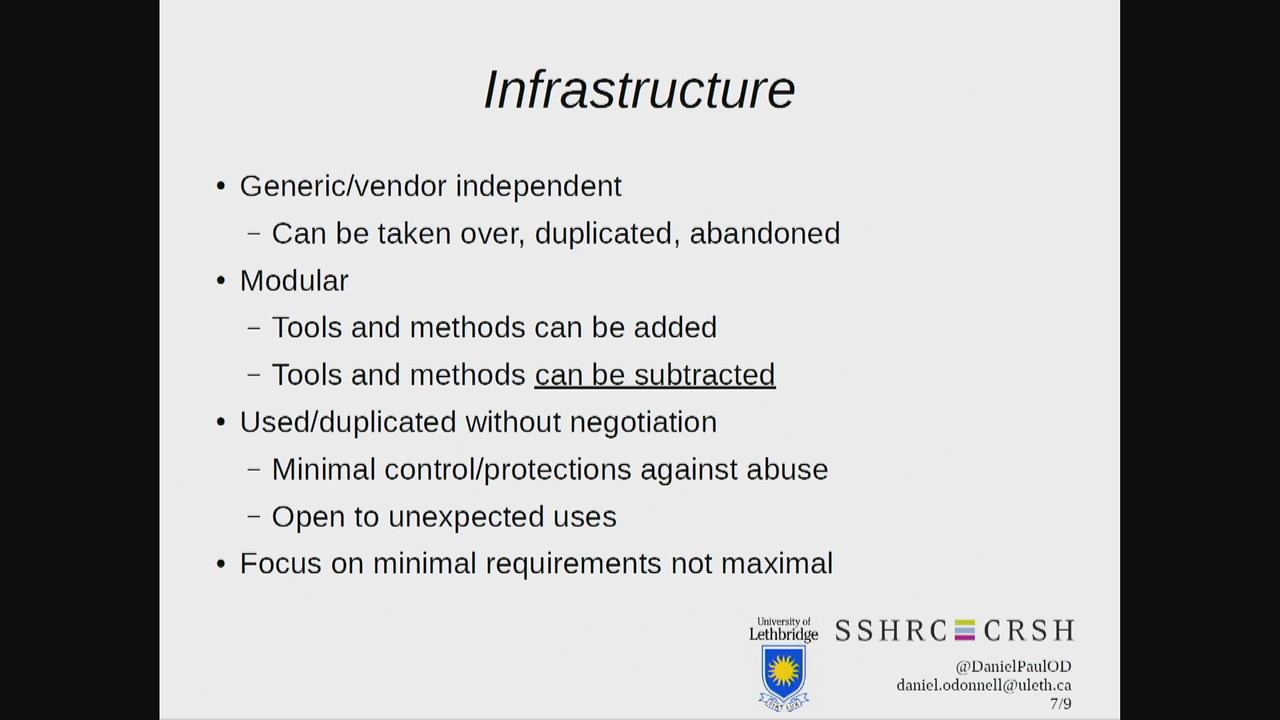 Infrastructure
• Generic/vendor independent
– Can be taken over, duplicated, abandoned
• Modular
– Tools and methods can be added
– Tools and methods can be subtracted
• Used/duplicated without negotiation
– Minimal control/protections against abuse
– Open to unexpected uses
• Focus on minimal requirements not maximal
University of
Lethbridge
FIAT LUX
SSHRC CRSH
@DanielPaulOD
daniel.odonnell@uleth.ca
7/9